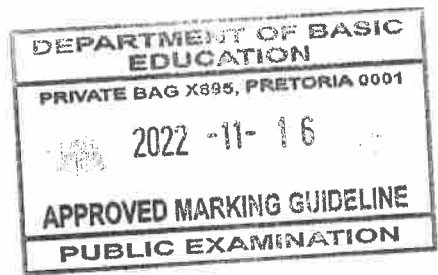 DEPARTMENT OF BASIC
EDUCATION
PRIVATE BAG X895, PRETORIA 0001
2022 -11- 16
APPROVED MARKING GUIDELINE
PUBLIC EXAMINATION